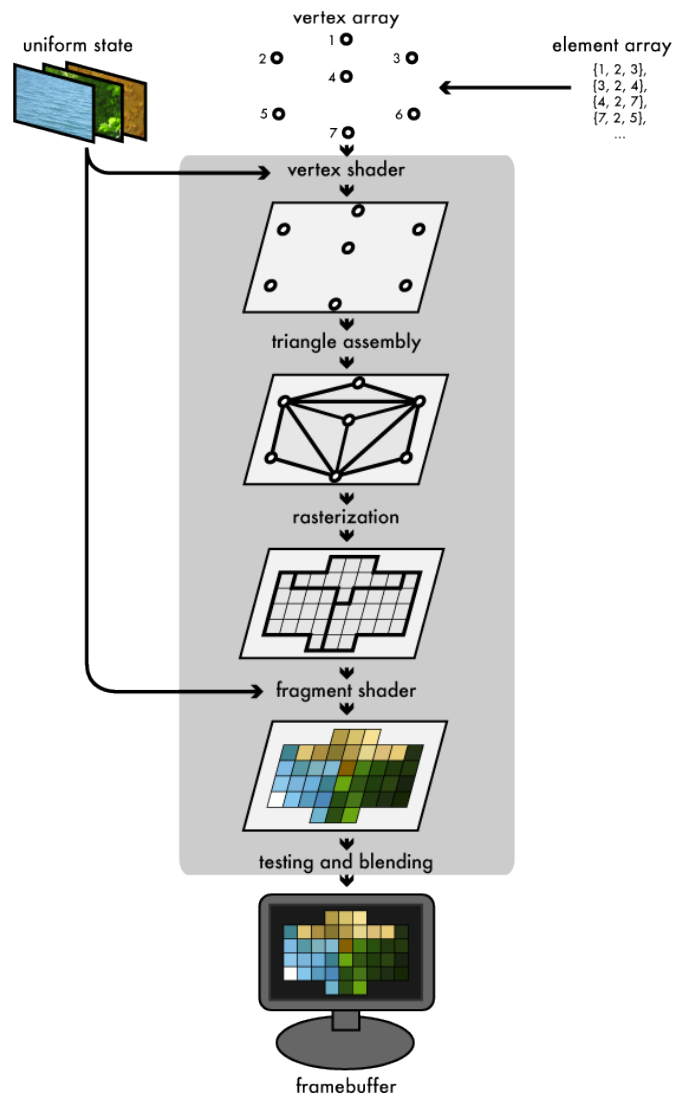 vertex array
uniform state
element array
1
2
3
4
5
6
7
{1, 2, 3},
{3, 2, 4},
{4, 2, 7},
{7, 2, 5},
...
vertex shader
triangle assembly
rasterization
fragment shader
testing and blending
framebuffer